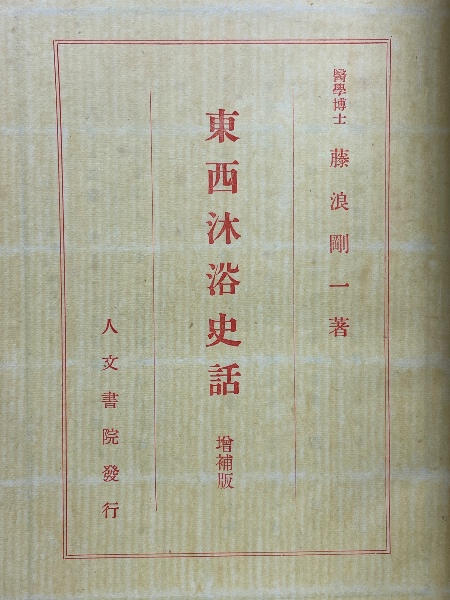 醫學博士 藤浪剛一著
東西沐浴史話 增補版
人文書院發行